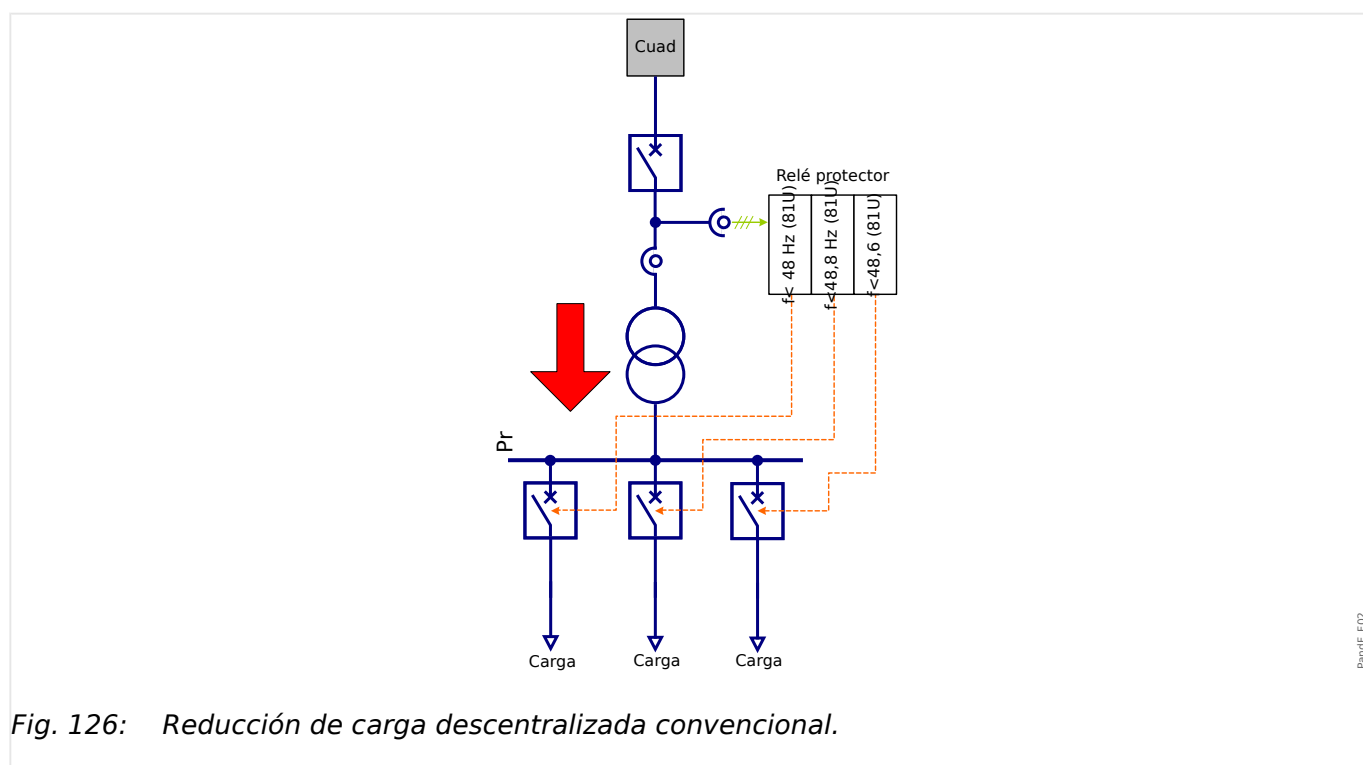 Cuad
Relé protector
f< 48 Hz (81U)
f<48,8 Hz (81U)
f<48,6 (81U)
Pr
Carga
Carga
Carga
PandF_E02
Fig. 126: Reducción de carga descentralizada convencional.